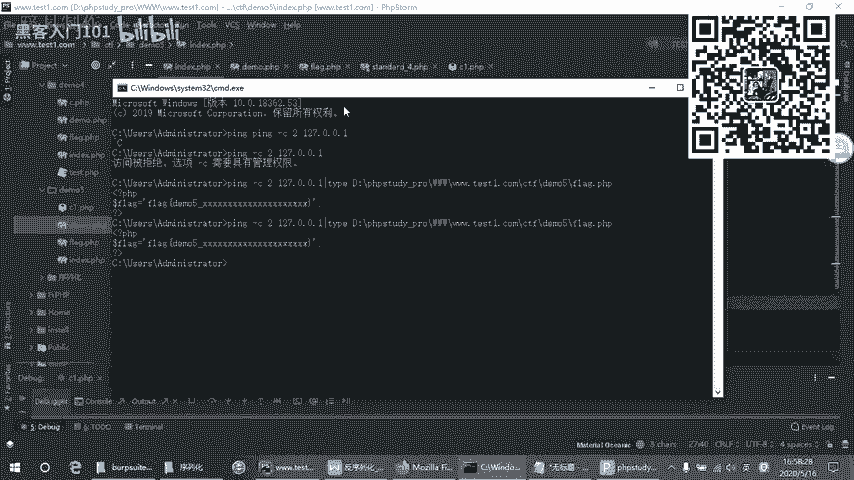 www.test1.com [D:\phpstudy_pro\WWW\www.test1.com] - ...\ctf\demo5\index.php [www.test1.com] - PhpStorm
黑客入门101 bilibili
Tools VCS Window Help
www.test1.com ctf demo5 index.php
Project
index.php demo.php flag.php standard_4.php c1.php
demo4
c.php
demo.php
flag.php
index.php
test.php
demo5
c1.php
flag.php
index.php
序列化
Home
install
Public
C:\Windows\system32\cmd.exe
Microsoft Windows [版本 10.0.18362.53]
(c) 2019 Microsoft Corporation。保留所有权利。
C:\Users\Administrator>ping ping -c 2 127.0.0.1
^C
C:\Users\Administrator>ping -c 2 127.0.0.1
访问被拒绝。选项 -c 需要具有管理权限。
C:\Users\Administrator>ping -c 2 127.0.0.1|type D:\phpstudy_pro\WWW\www.test1.com\ctf\demo5\flag.php
<?php
$flag='flag{demo5_xxxxxxxxxxxxxxxxxxxxxx}';
?>
C:\Users\Administrator>ping -c 2 127.0.0.1|type D:\phpstudy_pro\WWW\www.test1.com\ctf\demo5\flag.php
<?php
$flag='flag{demo5_xxxxxxxxxxxxxxxxxxxxxx}';
?>
C:\Users\Administrator>
Debug: c1.php
Debugger Console Output
5: Debug 6: TODO Terminal Event Log
Material Oceanic 3 chars 27:40 CRLF UTF-8 4 spaces
burpsuite... 序列化 www.test... 反序列化_... Mozilla Fi... C:\Windo... *无标题 - ... phpstudy...
16:58:28
2020/5/16